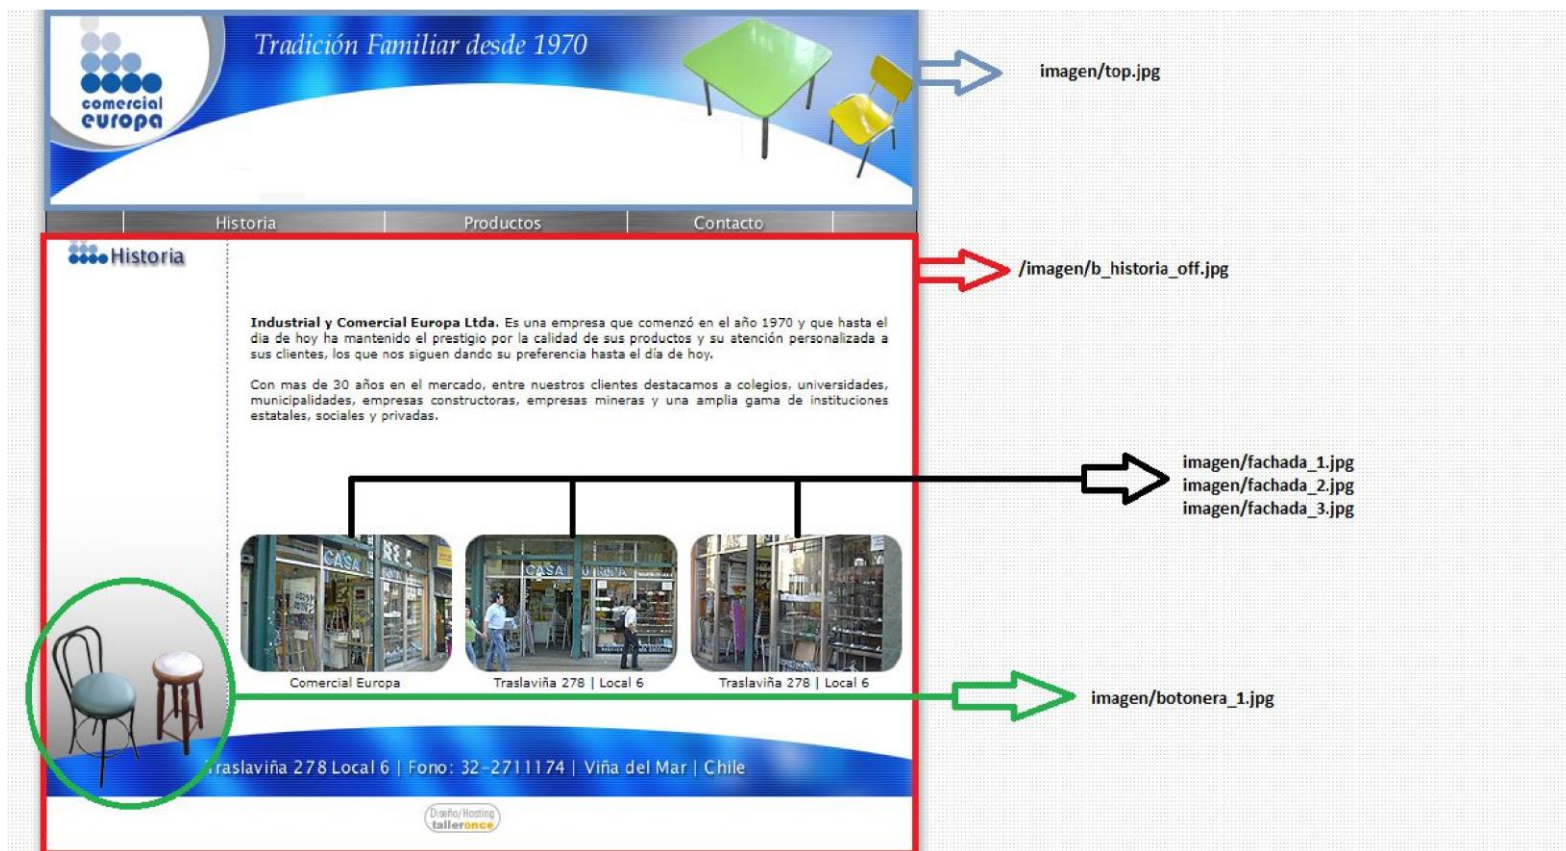 Tradición Familiar desde 1970
comercial
europa
imagen/top.jpg
Historia Productos Contacto
Historia
/imagen/b_historia_off.jpg
Industrial y Comercial Europa Ltda. Es una empresa que comenzó en el año 1970 y que hasta el
dia de hoy ha mantenido el prestigio por la calidad de sus productos y su atención personalizada a
sus clientes, los que nos siguen dando su preferencia hasta el día de hoy.
Con mas de 30 años en el mercado, entre nuestros clientes destacamos a colegios, universidades,
municipalidades, empresas constructoras, empresas mineras y una amplia gama de instituciones
estatales, sociales y privadas.
imagen/fachada_1.jpg
imagen/fachada_2.jpg
imagen/fachada_3.jpg
CASA
CASA
Comercial Europa
Traslaviña 278 | Local 6
Traslaviña 278 | Local 6
imagen/botonera_1.jpg
Traslaviña 278 Local 6 | Fono: 32-2711174 | Viña del Mar | Chile
Diseño/Hosting
talleronce